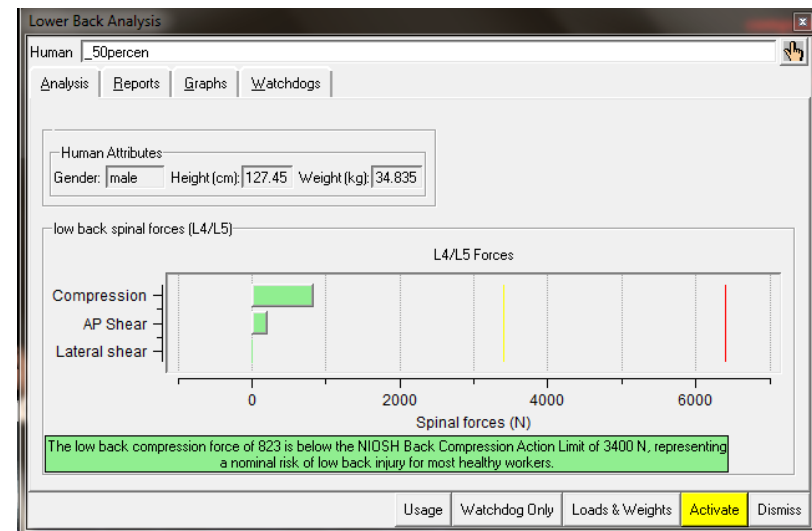 Lower Back Analysis
x
Human _50percen
Analysis Reports Graphs Watchdogs
Human Attributes
Gender: male Height (cm): 127.45 Weight (kg): 34.835
low back spinal forces (L4/L5)
L4/L5 Forces
Compression
AP Shear
Lateral shear
0 2000 4000 6000
Spinal forces (N)
The low back compression force of 823 is below the NIOSH Back Compression Action Limit of 3400 N, representing
a nominal risk of low back injury for most healthy workers.
Usage Watchdog Only Loads & Weights Activate Dismiss